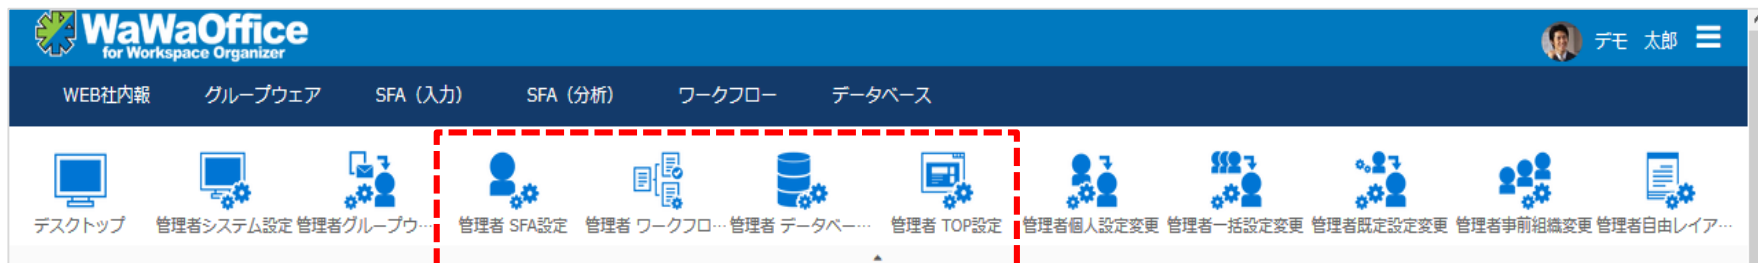 WaWaOffice
for Workspace Organizer
デモ 太郎
WEB社内報 グループウェア SFA（入力） SFA（分析） ワークフロー データベース
デスクトップ 管理者システム設定 管理者グループウ… 管理者 SFA設定 管理者 ワークフロ… 管理者 データベー… 管理者 TOP設定 管理者個人設定変更 管理者一括設定変更 管理者既定設定変更 管理者事前組織変更 管理者自由レイア…